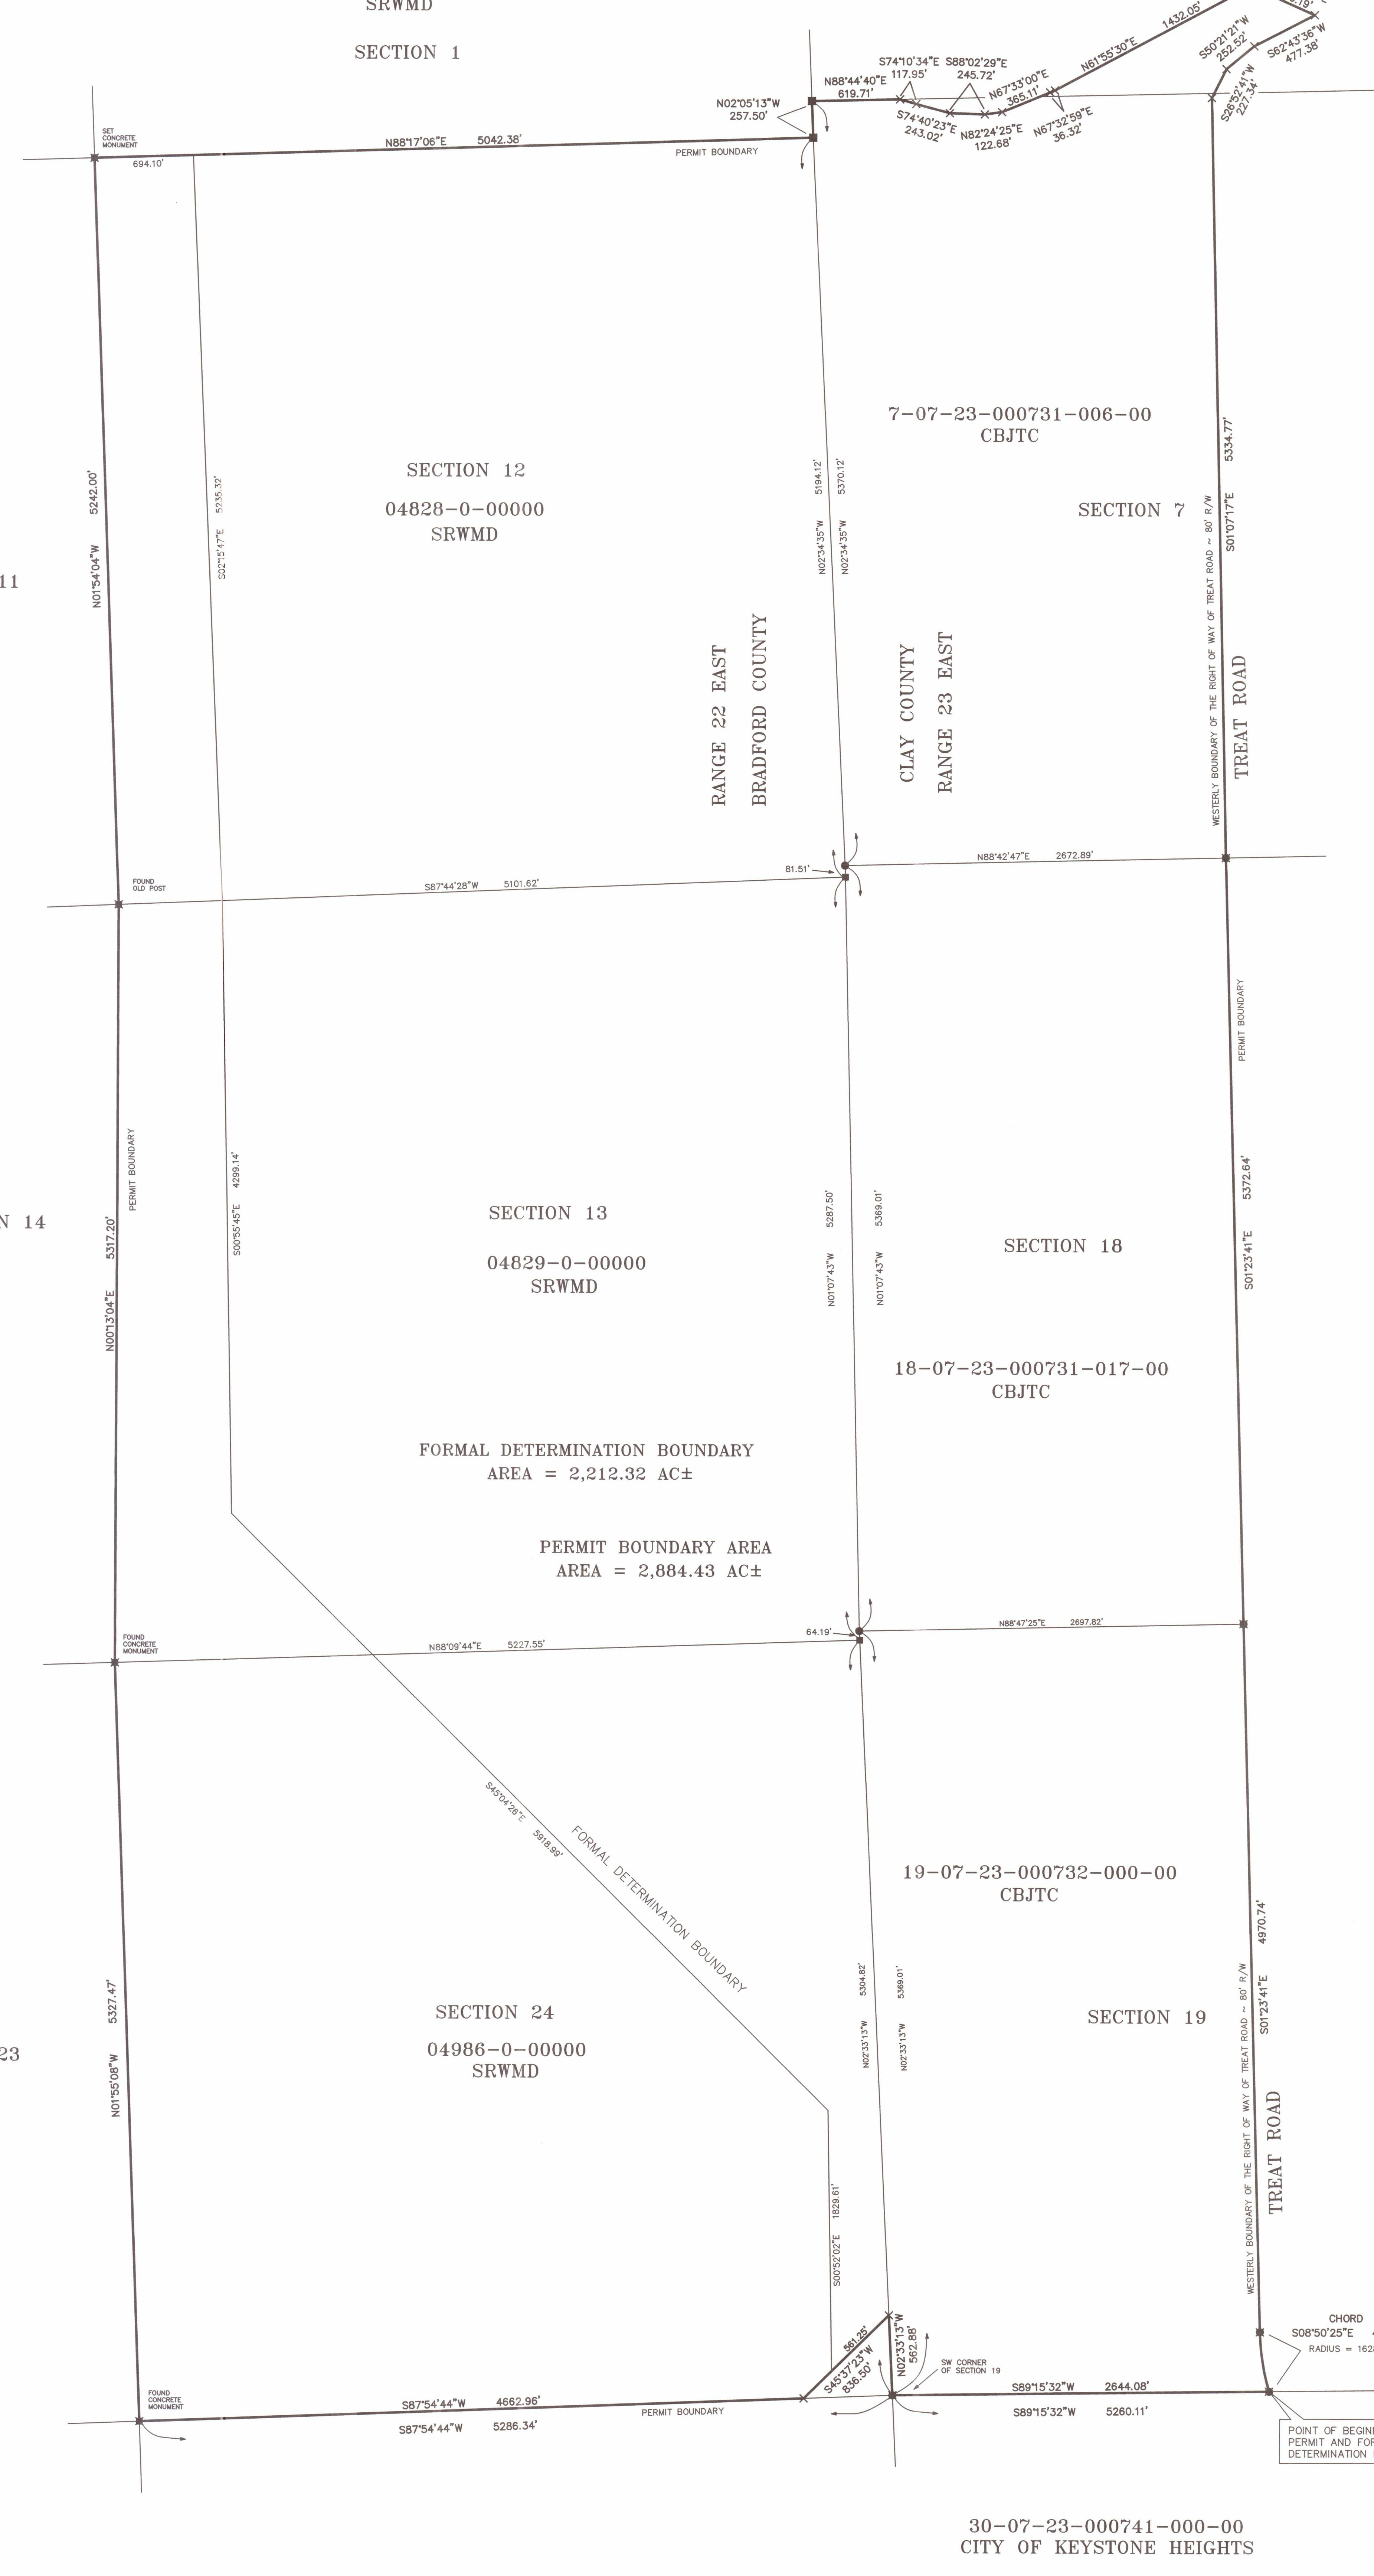 SRWMD
SECTION 1
1432.05'
N61°55'30"E
S50°21'21"W
252.52'
S62°43'36"W
477.38'
S26°52'41"W
227.34'
S74°10'34"E
117.95'
S88°02'29"E
245.72'
N88°44'40"E
619.71'
N67°33'00"E
365.11'
N67°32'59"E
36.32'
S74°40'23"E
243.02'
N82°24'25"E
122.68'
N02°05'13"W
257.50'
SET
CONCRETE
MONUMENT
N88°17'06"E 5042.38'
694.10'
PERMIT BOUNDARY
7-07-23-000731-006-00
CBJTC
SECTION 12
04828-0-00000
SRWMD
SECTION 7
N01°54'04"W 5242.00'
S02°15'47"E 5235.32'
N02°34'35"W 5194.12'
N02°34'35"W 5370.12'
S01°07'17"E 5334.77'
WESTERLY BOUNDARY OF THE RIGHT OF WAY OF TREAT ROAD ~ 80' R/W
TREAT ROAD
11
RANGE 22 EAST
BRADFORD COUNTY
CLAY COUNTY
RANGE 23 EAST
FOUND
OLD POST
S87°44'28"W 5101.62'
81.51'
N88°42'47"E 2672.89'
PERMIT BOUNDARY
PERMIT BOUNDARY
N00°13'04"E 5317.20'
S00°55'45"E 4299.14'
N 14
SECTION 13
04829-0-00000
SRWMD
N01°07'43"W 5287.50'
N01°07'43"W 5369.01'
SECTION 18
S01°23'41"E 5372.64'
18-07-23-000731-017-00
CBJTC
FORMAL DETERMINATION BOUNDARY
AREA = 2,212.32 AC±
PERMIT BOUNDARY AREA
AREA = 2,884.43 AC±
FOUND
CONCRETE
MONUMENT
N88°09'44"E 5227.55'
64.19'
N88°47'25"E 2697.82'
S45°04'26"E 5918.99'
FORMAL DETERMINATION BOUNDARY
19-07-23-000732-000-00
CBJTC
N01°55'08"W 5327.47'
N02°33'13"W 5304.82'
N02°33'13"W 5369.01'
S01°23'41"E 4970.74'
SECTION 24
04986-0-00000
SRWMD
SECTION 19
23
WESTERLY BOUNDARY OF THE RIGHT OF WAY OF TREAT ROAD ~ 80' R/W
TREAT ROAD
S00°52'02"E 1829.61'
561.25'
S45°37'23"W
836.50'
N02°33'13"W
562.88'
SW CORNER
OF SECTION 19
CHORD
S08°50'25"E
RADIUS = 162
FOUND
CONCRETE
MONUMENT
S87°54'44"W 4662.96'
S87°54'44"W 5286.34'
PERMIT BOUNDARY
S89°15'32"W 2644.08'
S89°15'32"W 5260.11'
POINT OF BEGIN
PERMIT AND FOR
DETERMINATION
30-07-23-000741-000-00
CITY OF KEYSTONE HEIGHTS